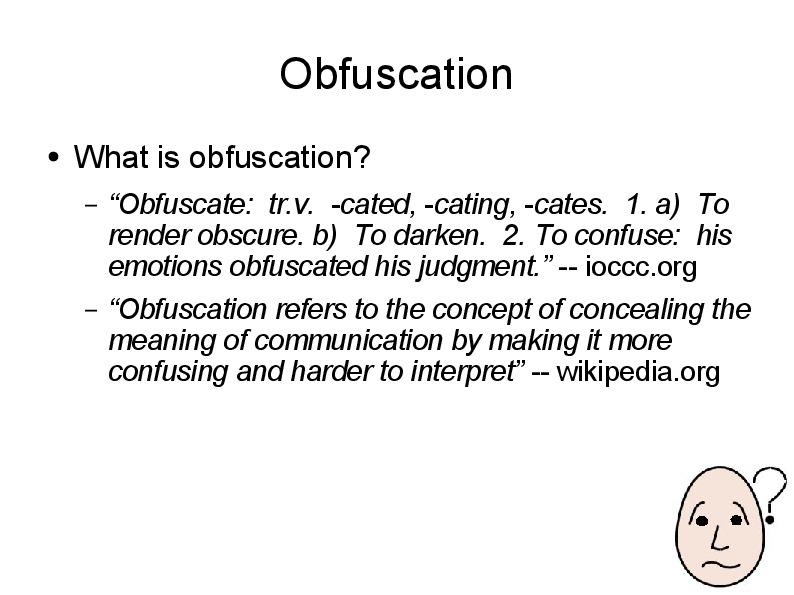 Obfuscation
• What is obfuscation?
– “Obfuscate:  tr.v.  -cated, -cating, -cates.  1. a)  To
render obscure. b)  To darken.  2. To confuse:  his
emotions obfuscated his judgment.” -- ioccc.org
– “Obfuscation refers to the concept of concealing the
meaning of communication by making it more
confusing and harder to interpret” -- wikipedia.org
?